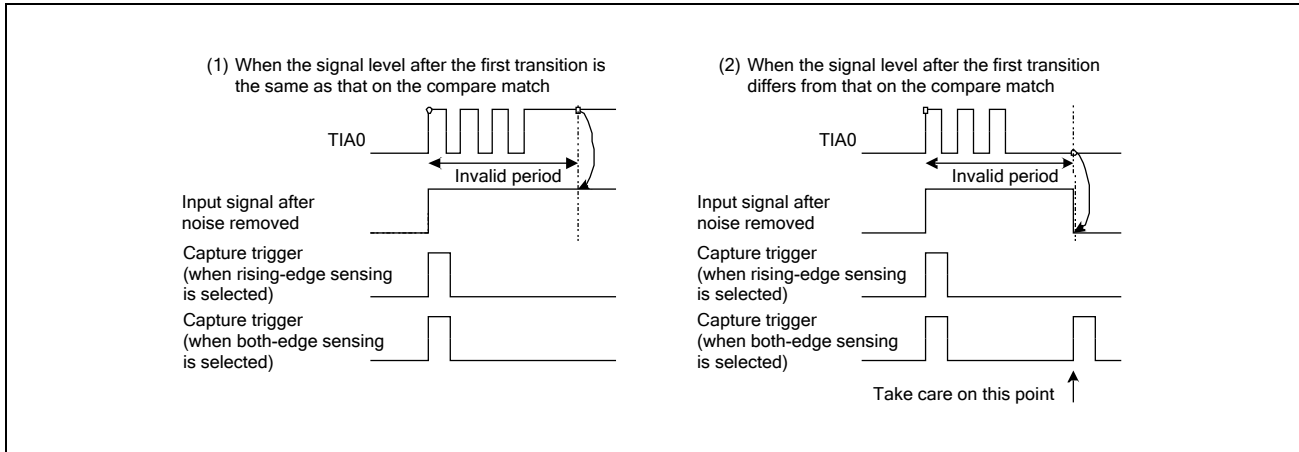 (1) When the signal level after the first transition is
the same as that on the compare match
TIA0
Invalid period
Input signal after
noise removed
Capture trigger
(when rising-edge sensing
is selected)
Capture trigger
(when both-edge sensing
is selected)
(2) When the signal level after the first transition
differs from that on the compare match
TIA0
Invalid period
Input signal after
noise removed
Capture trigger
(when rising-edge sensing
is selected)
Capture trigger
(when both-edge sensing
is selected)
Take care on this point